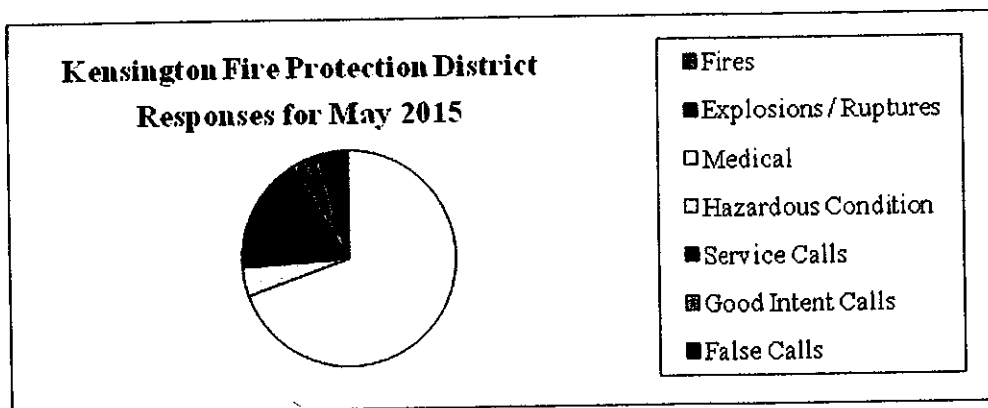 Kensington Fire Protection District
Responses for May 2015
Fires
Explosions / Ruptures
Medical
Hazardous Condition
Service Calls
Good Intent Calls
False Calls